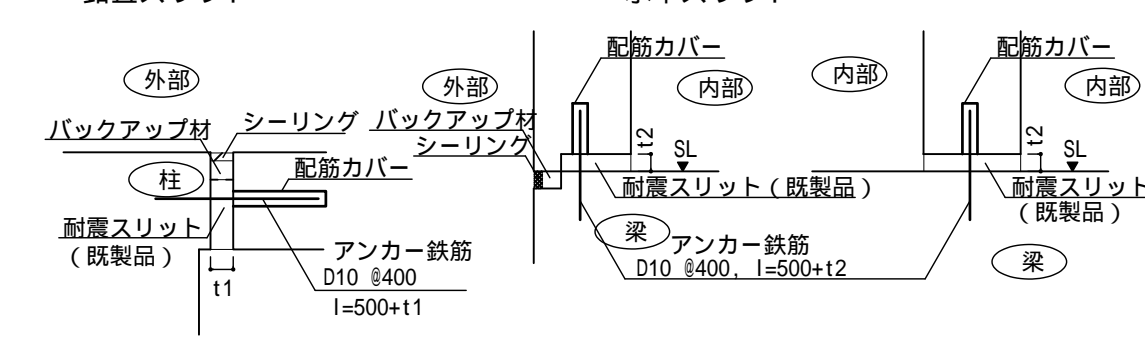 外部
バックアップ材
シーリング
柱
配筋カバー
耐震スリット
（既製品）
アンカー鉄筋
D10 @400
l=500+t1
t1
外部
配筋カバー
内部
バックアップ材
シーリング
t2
SL
耐震スリット（既製品）
梁
アンカー鉄筋
D10 @400, l=500+t2
内部
配筋カバー
内部
t2
SL
耐震スリット
（既製品）
梁